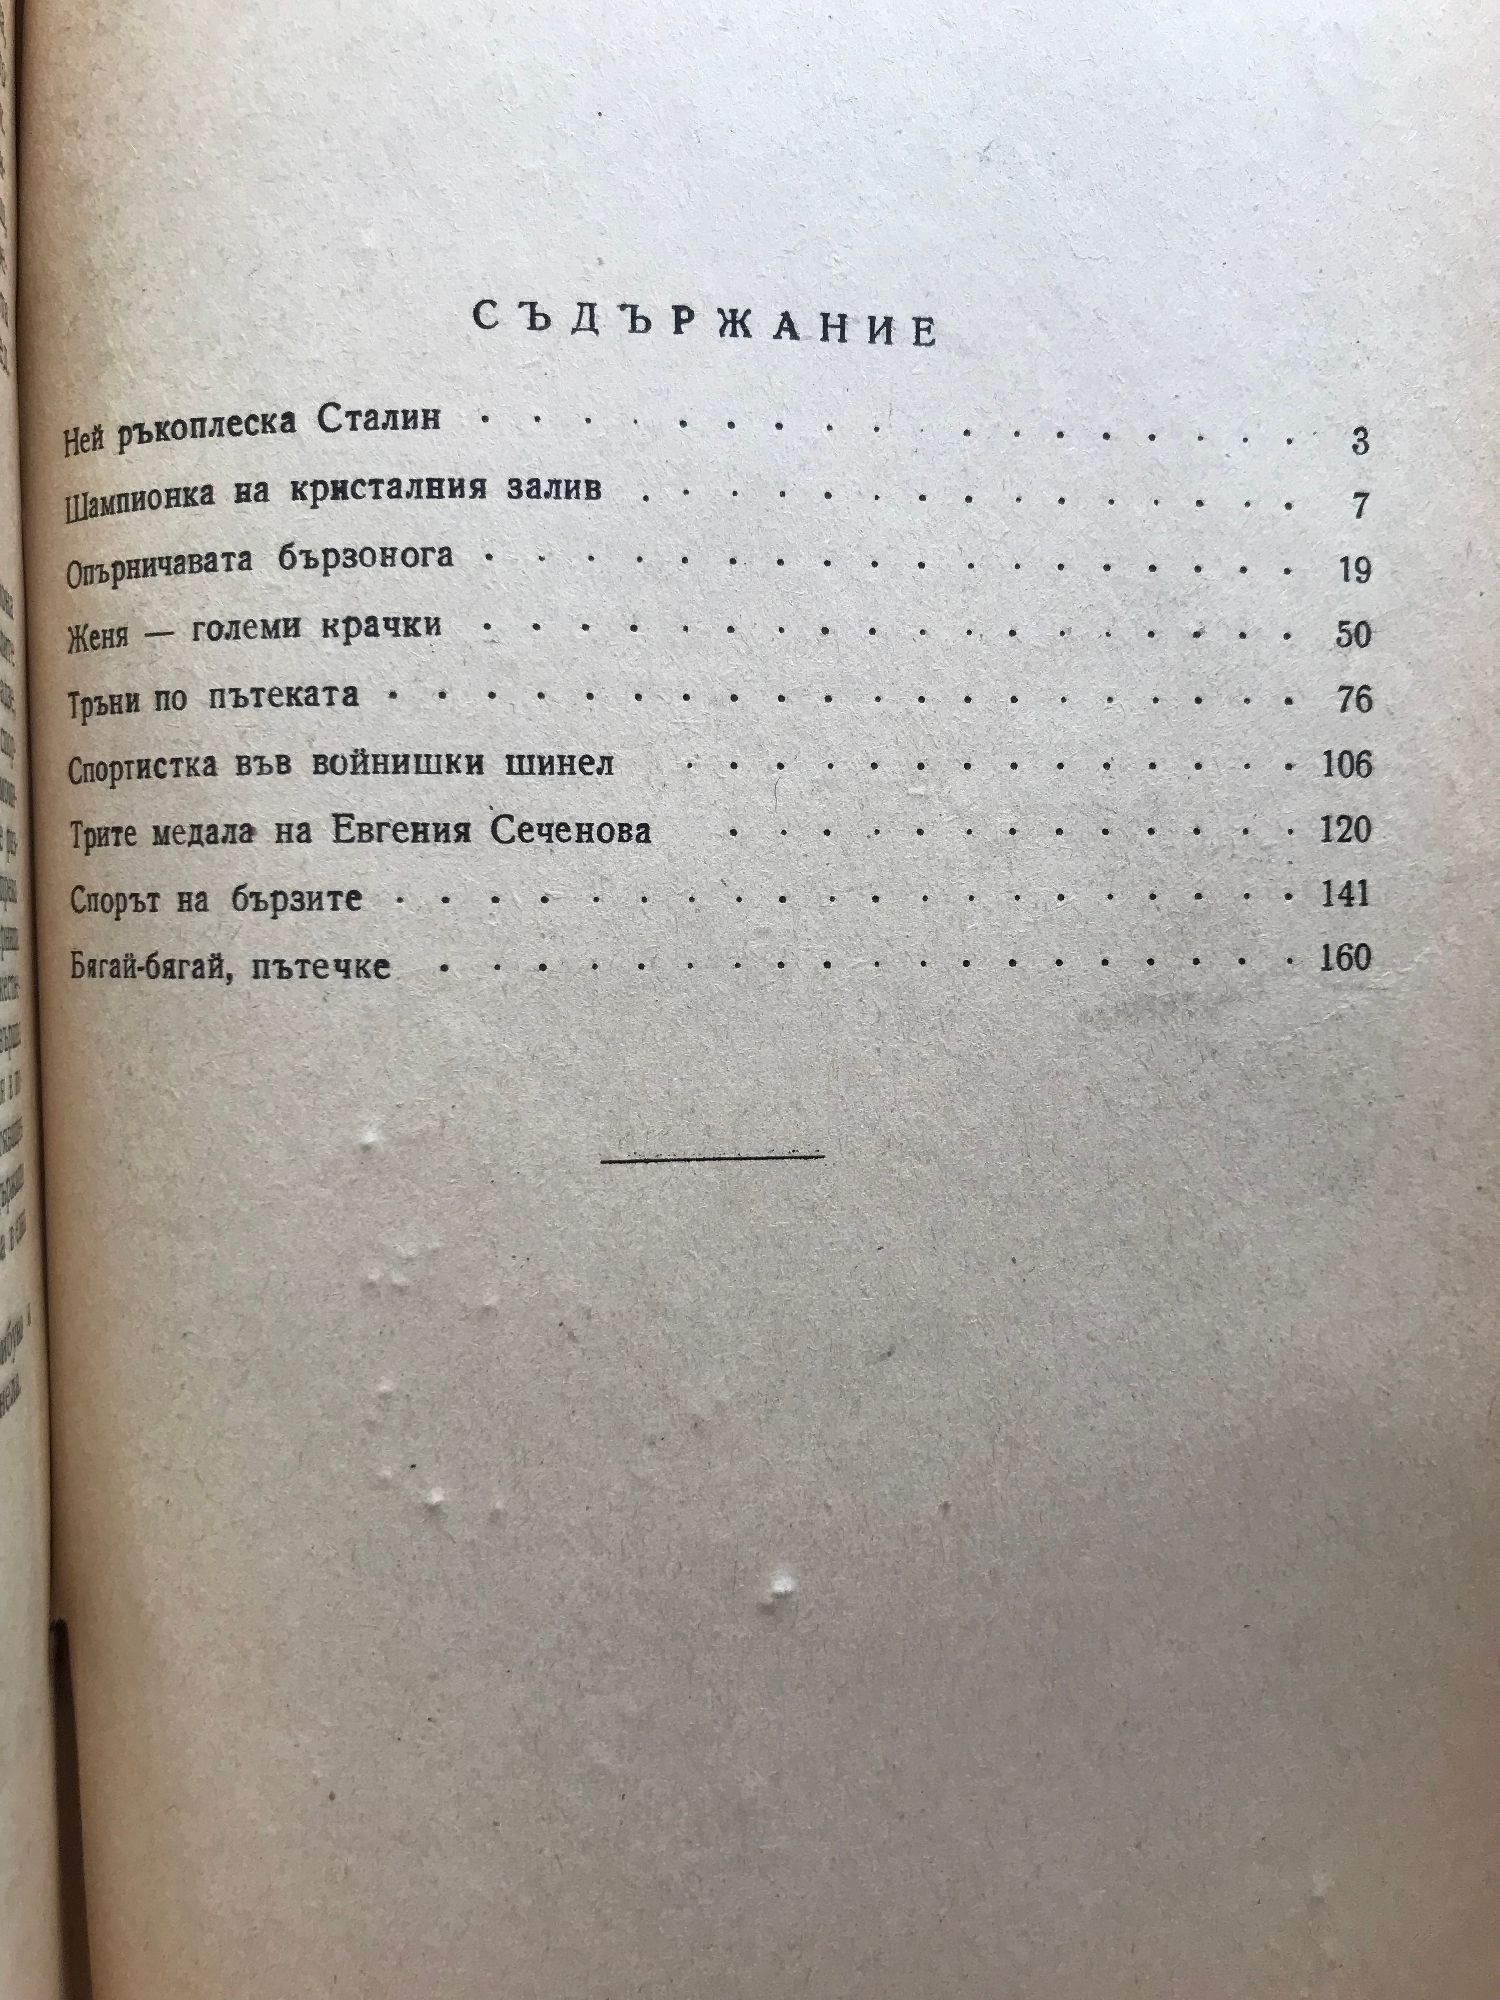 СЪДЪРЖАНИЕ
Ней ръкоплеска Сталин . . . . . . . . . . . . . . . . . 3
Шампионка на кристалния залив . . . . . . . . . . . . . . 7
Опърничавата бързонога . . . . . . . . . . . . . . . . . 19
Женя — големи крачки . . . . . . . . . . . . . . . . . 50
Тръни по пътеката . . . . . . . . . . . . . . . . . . . 76
Спортистка във войнишки шинел . . . . . . . . . . . . . 106
Трите медала на Евгения Сеченова . . . . . . . . . . . . 120
Спорът на бързите . . . . . . . . . . . . . . . . . . . 141
Бягай-бягай, пътечке . . . . . . . . . . . . . . . . . . 160